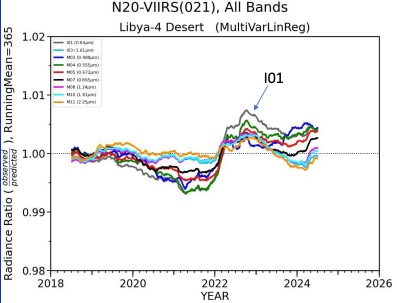 N20-VIIRS(021), All Bands
Libya-4 Desert (MultiVarLinReg)
Radiance Ratio ( observed / predicted ), RunningMean=365
1.02
1.01
1.00
0.99
0.98
I01 (0.64μm)
I03 (1.61μm)
M03 (0.488μm)
M04 (0.555μm)
M05 (0.672μm)
M07 (0.865μm)
M08 (1.24μm)
M10 (1.61μm)
M11 (2.25μm)
I01
2018
2020
2022
2024
2026
YEAR